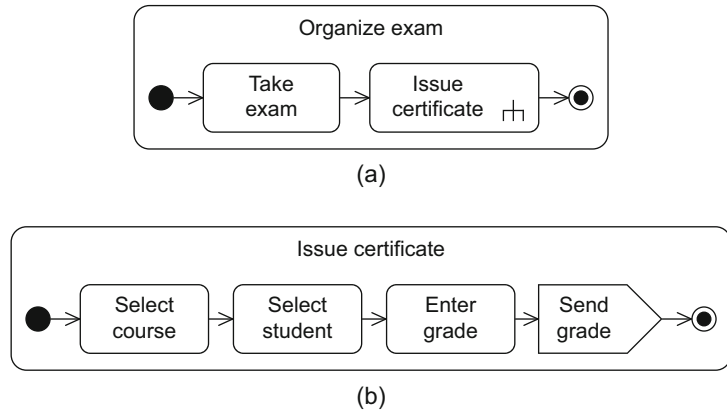 Organize exam
Take
exam
Issue
certificate
(a)
Issue certificate
Select
course
Select
student
Enter
grade
Send
grade
(b)